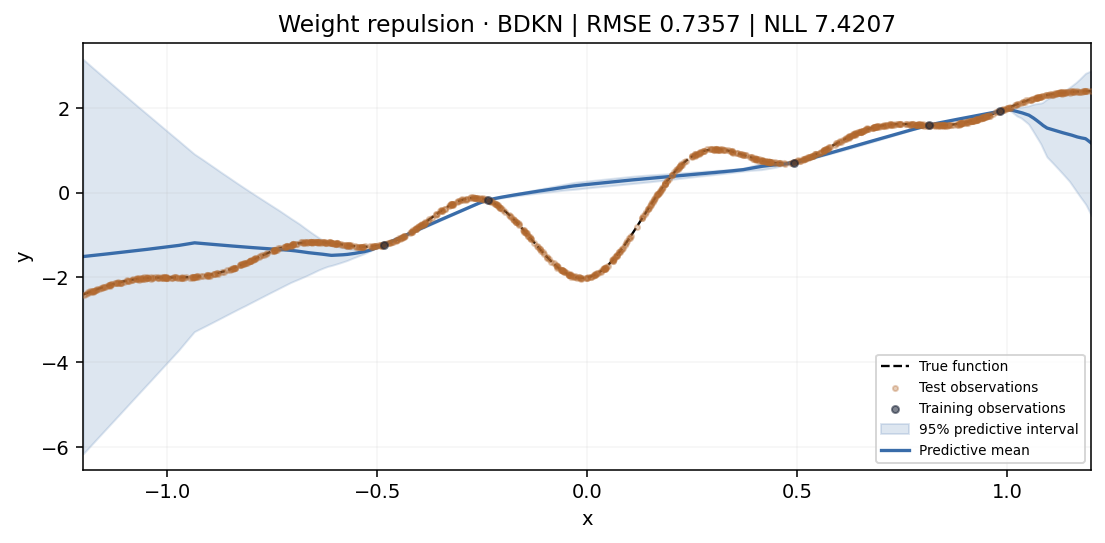 Weight repulsion · BDKN | RMSE 0.7357 | NLL 7.4207
2
0
−2
−4
−6
y
−1.0
−0.5
0.0
0.5
1.0
x
True function
Test observations
Training observations
95% predictive interval
Predictive mean